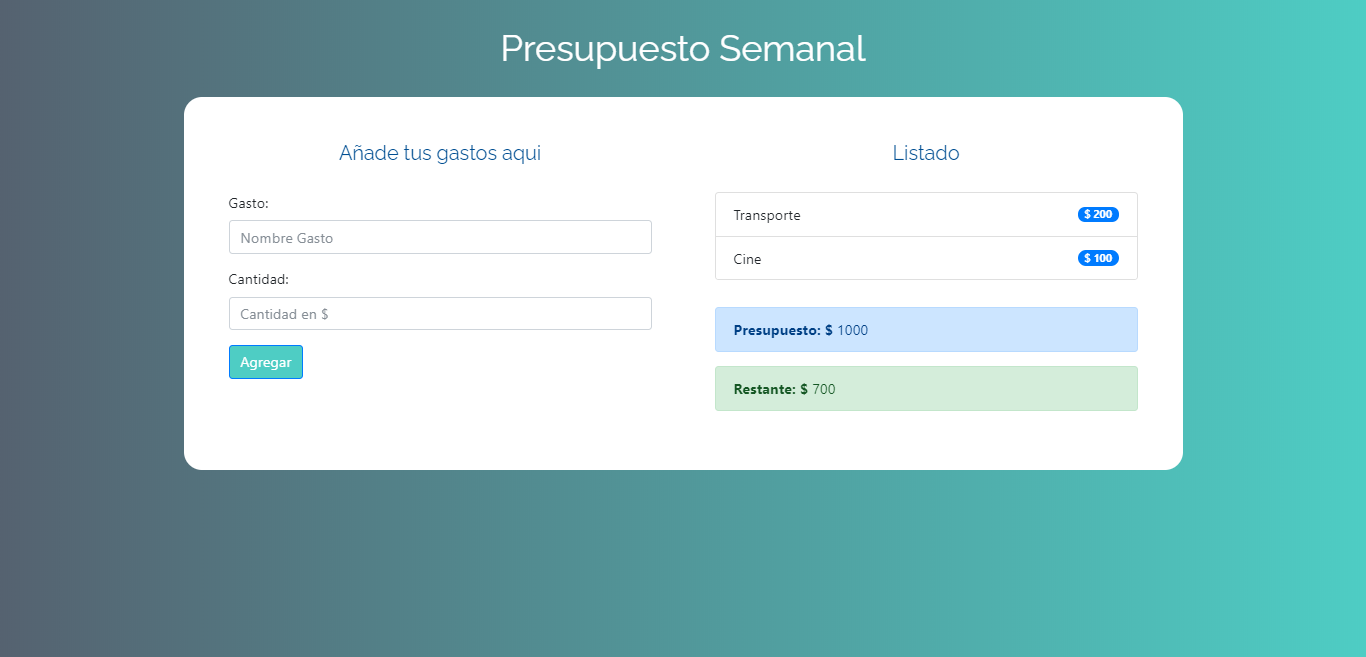 Presupuesto Semanal
Añade tus gastos aqui
Gasto:
Nombre Gasto
Cantidad:
Cantidad en $
Agregar
Listado
Transporte $ 200
Cine $ 100
Presupuesto: $ 1000
Restante: $ 700